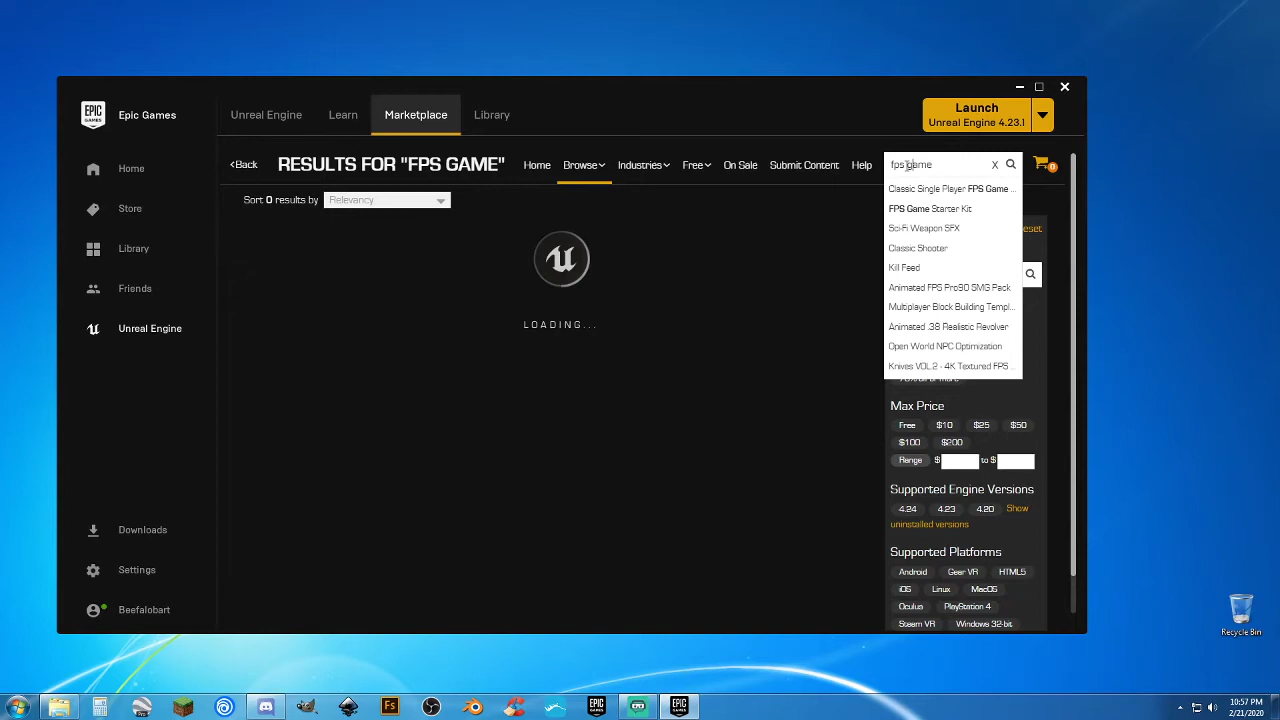 Epic Games
Unreal Engine
Learn
Marketplace
Library
Launch
Unreal Engine 4.23.1
<Back
RESULTS FOR "FPS GAME"
Home
Browse
Industries
Free
On Sale
Submit Content
Help
fps game
X
0
Home
Store
Library
Friends
Unreal Engine
Downloads
Settings
Beefalobart
Sort 0 results by
Relevancy
LOADING...
Classic Single Player FPS Game ...
FPS Game Starter Kit
Sci-Fi Weapon SFX
Classic Shooter
Kill Feed
Animated FPS Pro90 SMG Pack
Multiplayer Block Building Templ...
Animated .38 Realistic Revolver
Open World NPC Optimization
Knives VOL.2 - 4K Textured FPS ...
Max Price
Free $10 $25 $50
$100 $200
Range $ to $
Supported Engine Versions
4.24 4.23 4.20 Show
uninstalled versions
Supported Platforms
Android Gear VR HTML5
iOS Linux MacOS
Oculus PlayStation 4
Steam VR Windows 32-bit
Recycle Bin
EPIC GAMES
Pro
Fs
10:57 PM
2/21/2020